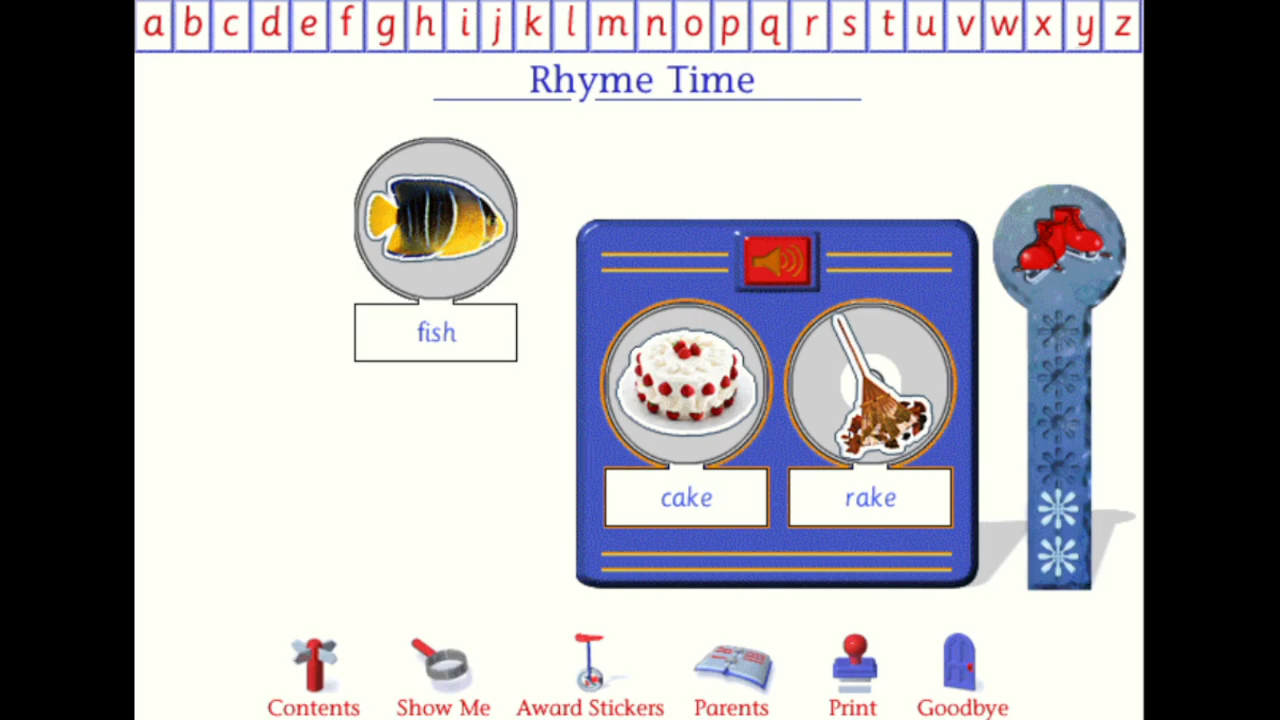 a b c d e f g h i j k l m n o p q r s t u v w x y z
Rhyme Time
fish
cake rake
Contents Show Me Award Stickers Parents Print Goodbye